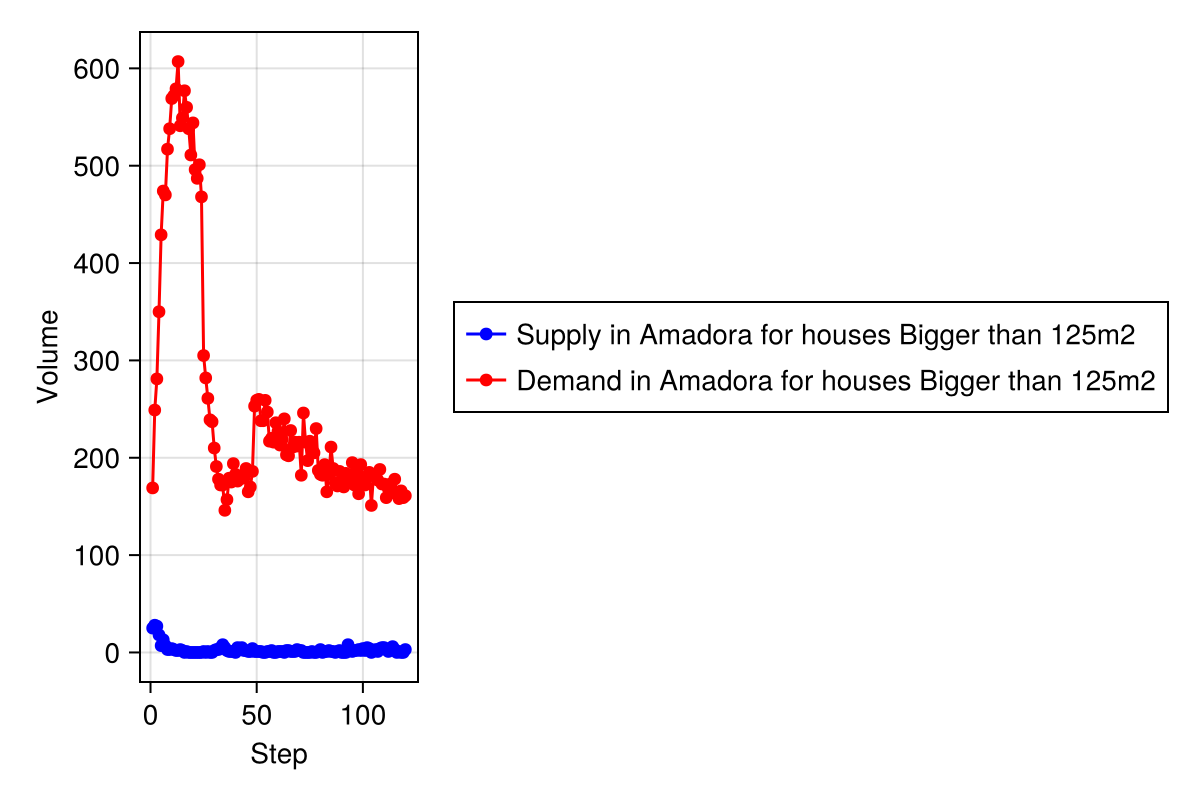 600
500
400
300
200
100
0
Volume
0 50 100
Step
Supply in Amadora for houses Bigger than 125m2
Demand in Amadora for houses Bigger than 125m2